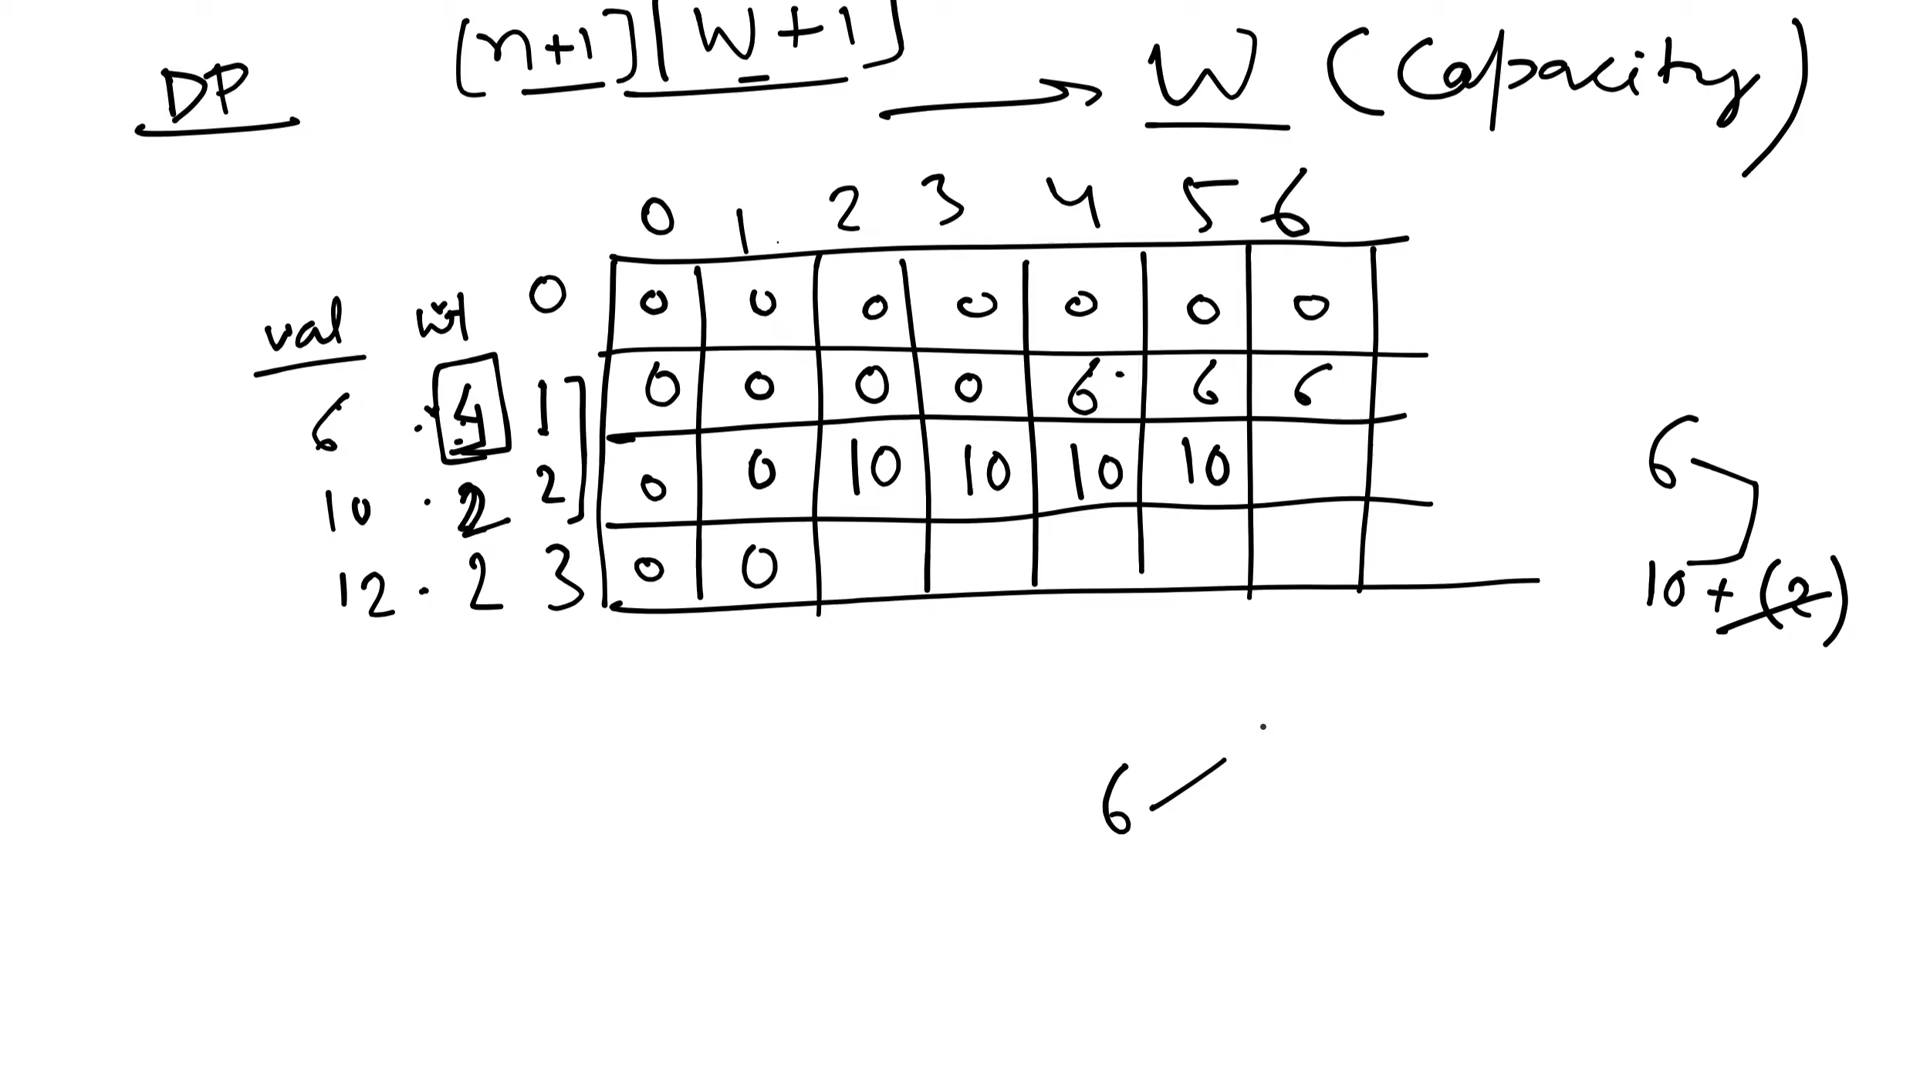 DP [n+1][W+1] → W (Capacity)
0 1 2 3 4 5 6
val wt 0 0 0 0 0 0 0 0
6 4 1 0 0 0 0 6 6 6
10 2 2 0 0 10 10 10 10
12 2 3 0 0
6
10 + (2)
6